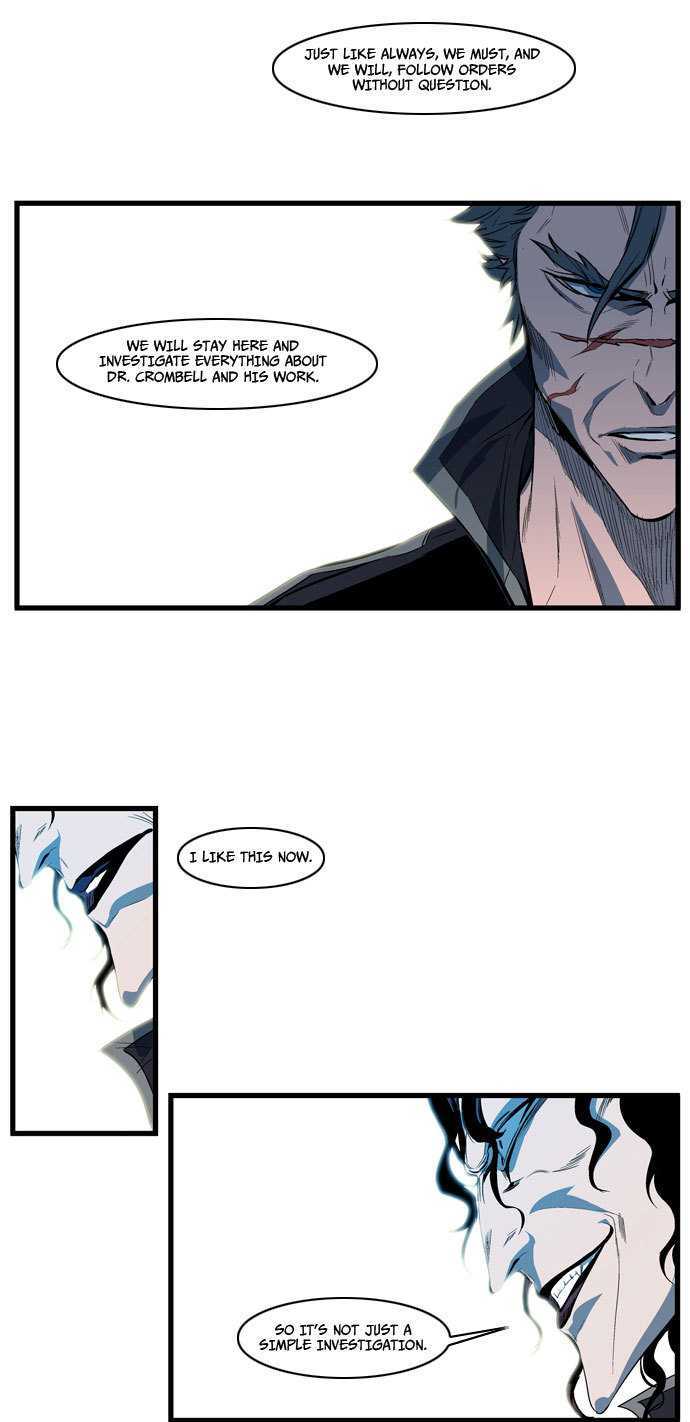 JUST LIKE ALWAYS, WE MUST, AND
WE WILL, FOLLOW ORDERS
WITHOUT QUESTION.
WE WILL STAY HERE AND
INVESTIGATE EVERYTHING ABOUT
DR. CROMBELL AND HIS WORK.
I LIKE THIS NOW.
SO IT'S NOT JUST A
SIMPLE INVESTIGATION.